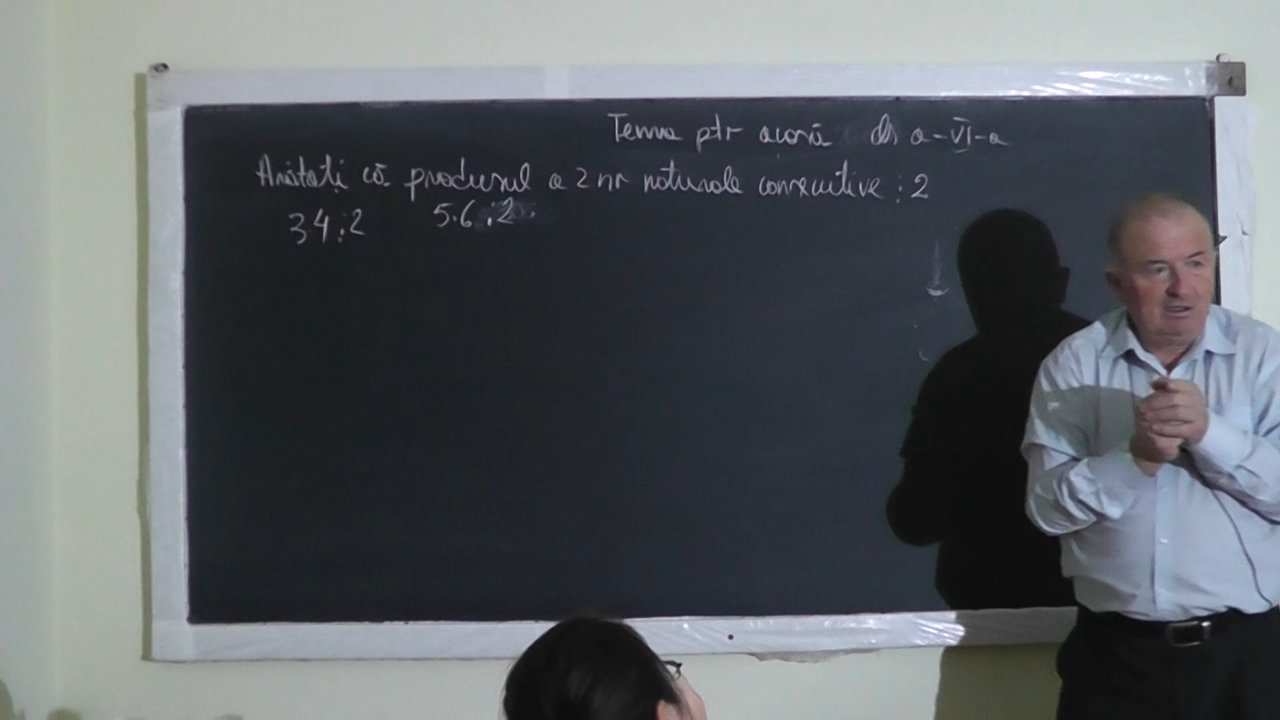 Tema ptr acasă cls a-VI-a
Arătați că produsul a 2 nr naturale consecutive ⋮ 2
3 4 ⋮ 2 5·6 ⋮ 2